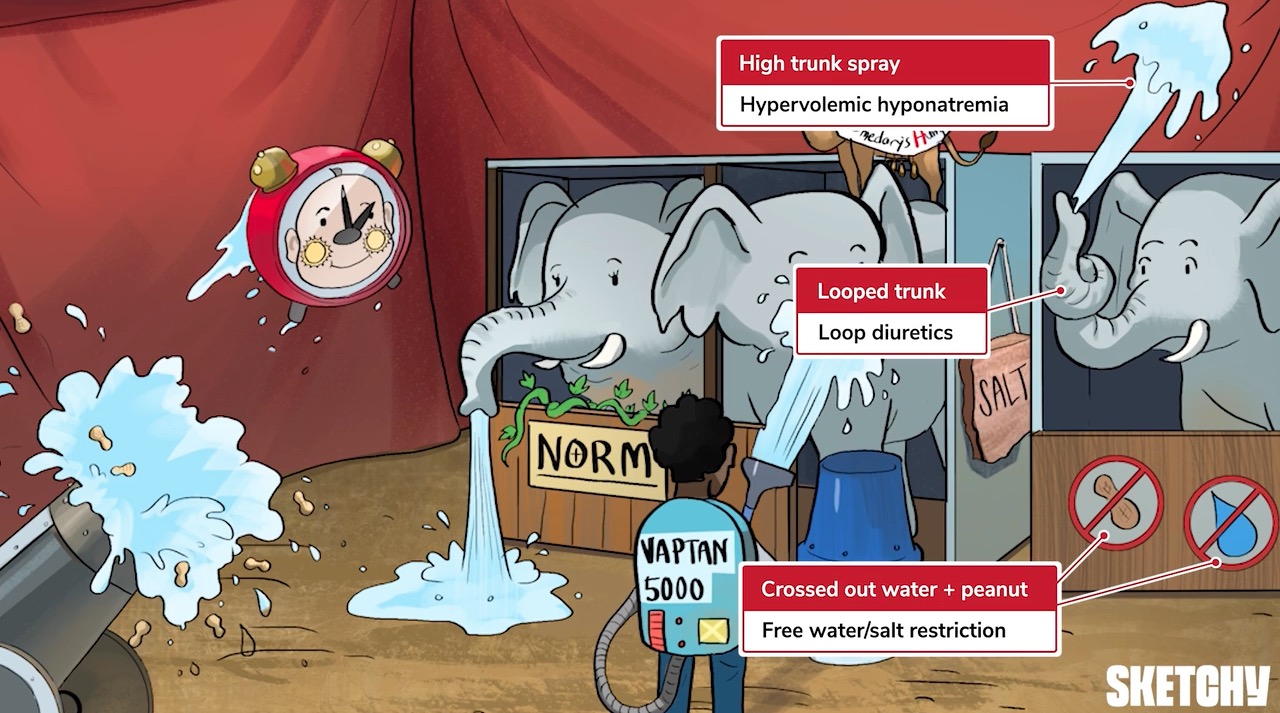 High trunk spray
Hypervolemic hyponatremia
Looped trunk
Loop diuretics
SALT
NORM
VAPTAN
5000
Crossed out water + peanut
Free water/salt restriction
SKETCHY